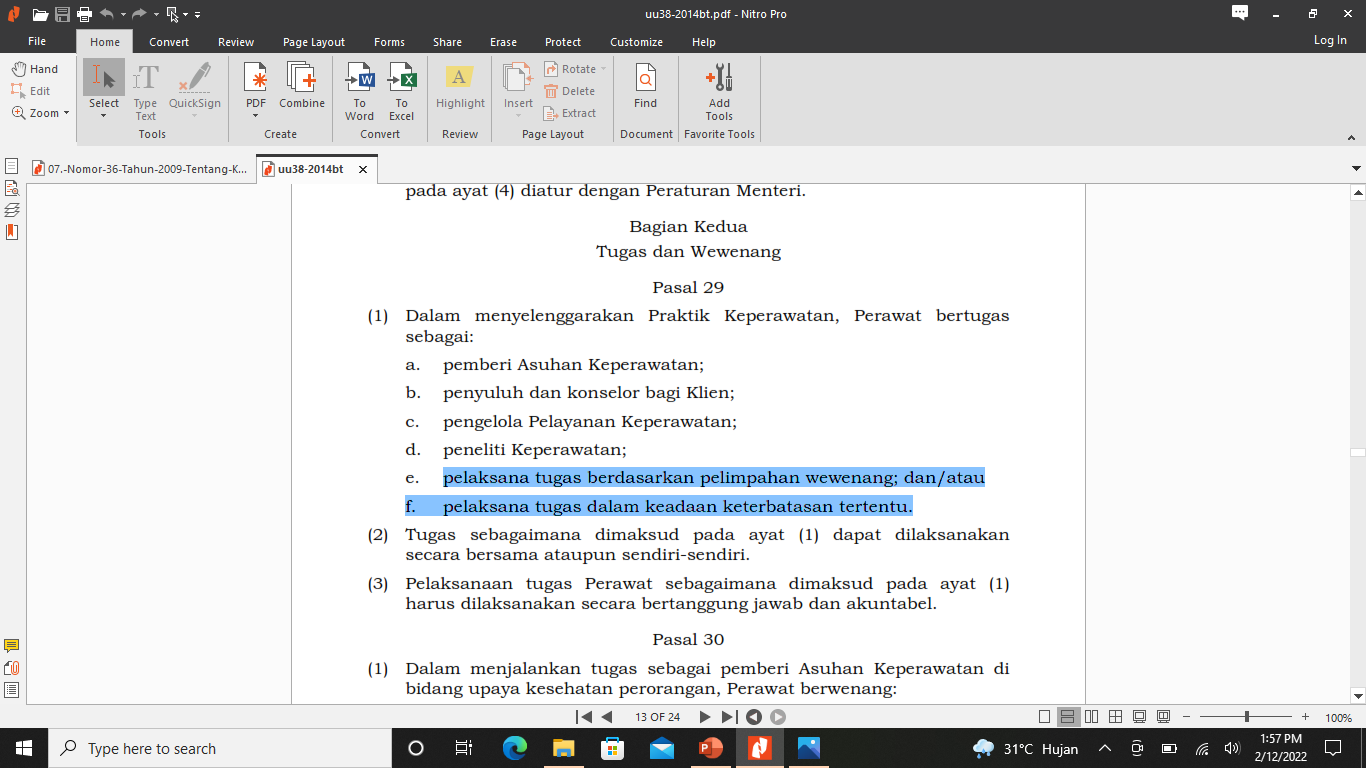 uu38-2014bt.pdf - Nitro Pro
File Home Convert Review Page Layout Forms Share Erase Protect Customize Help Log In
Hand
Edit
Zoom
Select
Type Text
QuickSign
Tools
PDF
Combine
Create
To Word
To Excel
Convert
Highlight
Review
Insert
Rotate
Delete
Extract
Page Layout
Find
Document
Add Tools
Favorite Tools
07.-Nomor-36-Tahun-2009-Tentang-K...
uu38-2014bt
pada ayat (4) diatur dengan Peraturan Menteri.
Bagian Kedua
Tugas dan Wewenang
Pasal 29
(1) Dalam menyelenggarakan Praktik Keperawatan, Perawat bertugas
sebagai:
a. pemberi Asuhan Keperawatan;
b. penyuluh dan konselor bagi Klien;
c. pengelola Pelayanan Keperawatan;
d. peneliti Keperawatan;
e. pelaksana tugas berdasarkan pelimpahan wewenang; dan/atau
f. pelaksana tugas dalam keadaan keterbatasan tertentu.
(2) Tugas sebagaimana dimaksud pada ayat (1) dapat dilaksanakan
secara bersama ataupun sendiri-sendiri.
(3) Pelaksanaan tugas Perawat sebagaimana dimaksud pada ayat (1)
harus dilaksanakan secara bertanggung jawab dan akuntabel.
Pasal 30
(1) Dalam menjalankan tugas sebagai pemberi Asuhan Keperawatan di
bidang upaya kesehatan perorangan, Perawat berwenang:
13 OF 24
100%
Type here to search
31°C Hujan
1:57 PM
2/12/2022